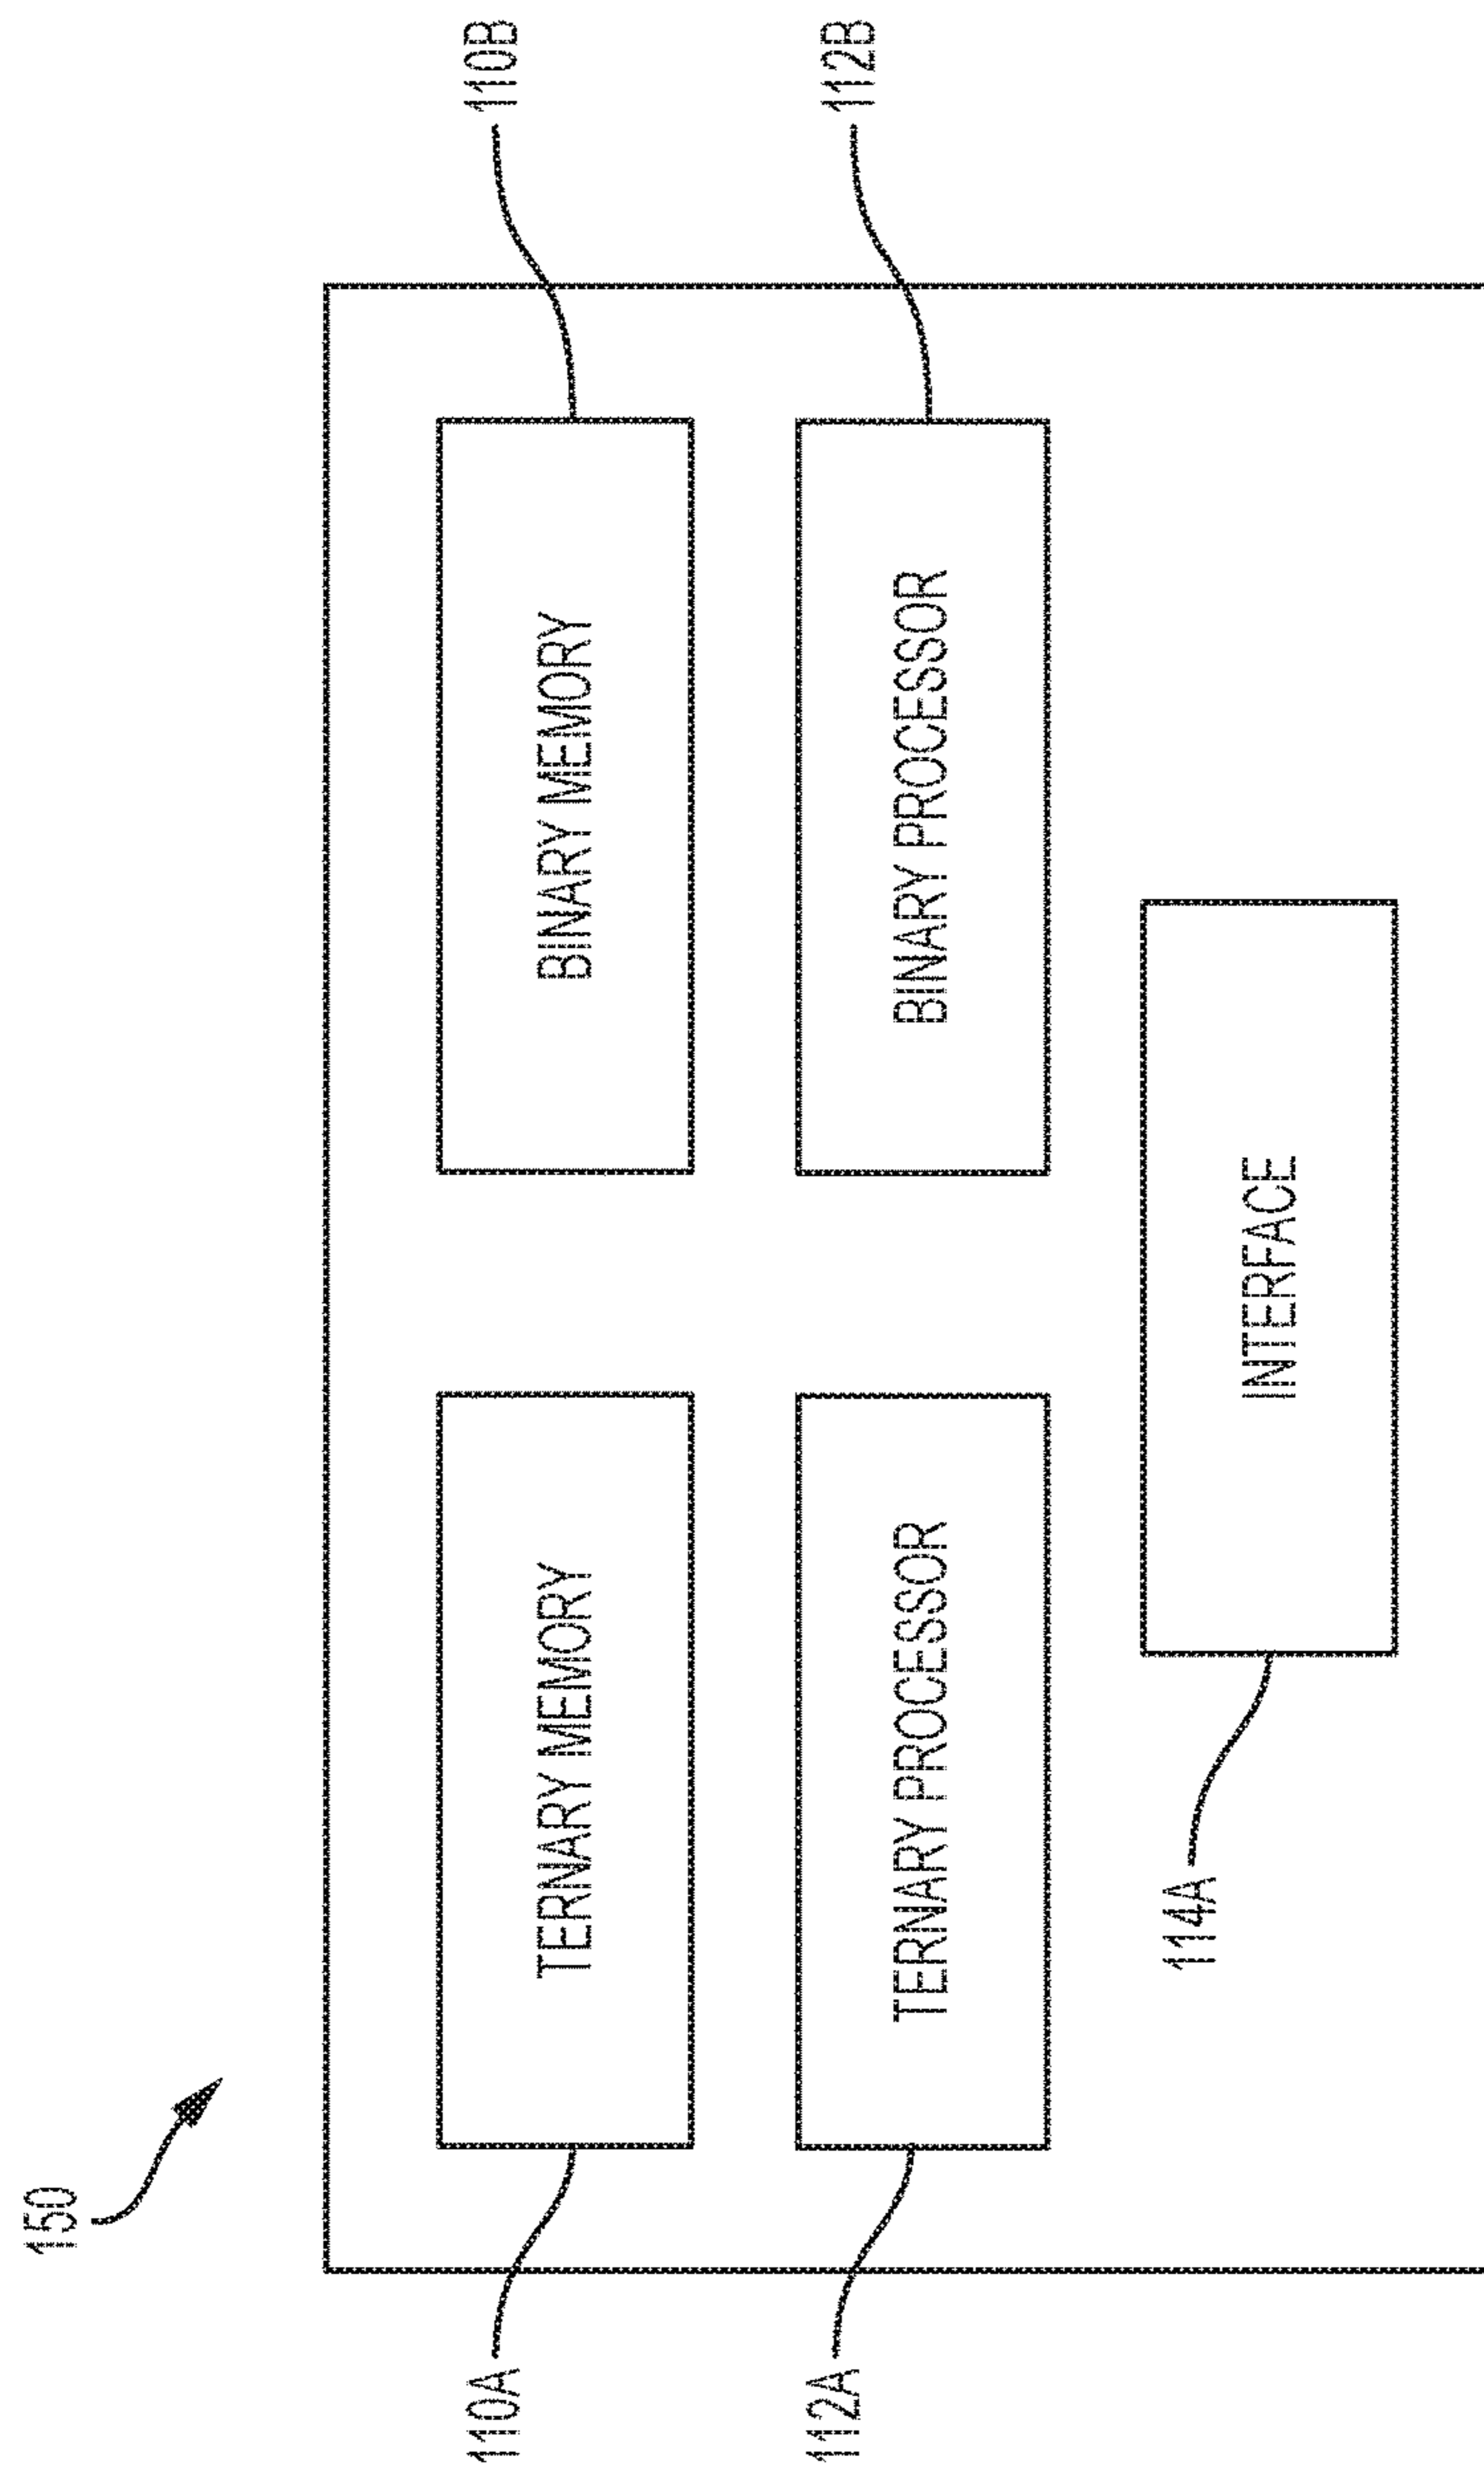 150
110A
TERNARY MEMORY
BINARY MEMORY
110B
112A
TERNARY PROCESSOR
BINARY PROCESSOR
112B
114A
INTERFACE